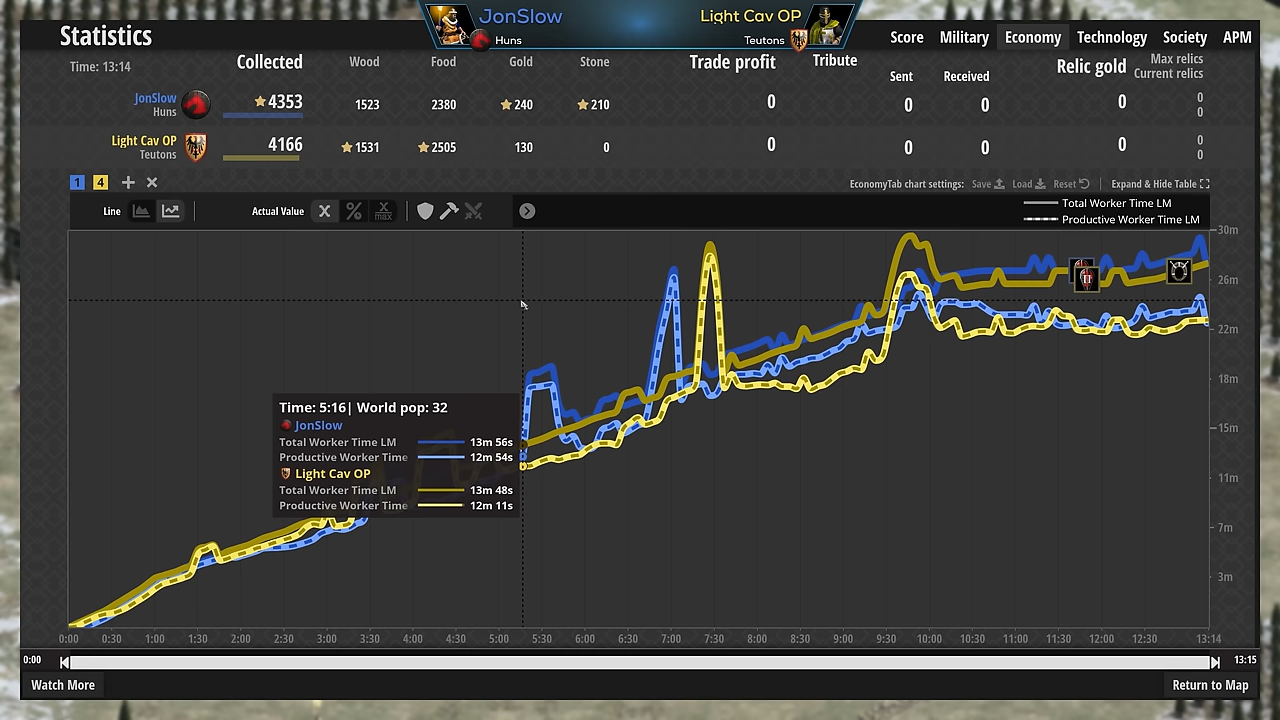 JonSlow
Huns
Light Cav OP
Teutons
Statistics
Score Military Economy Technology Society APM
Time: 13:14
Collected Wood Food Gold Stone Trade profit Tribute Sent Received Relic gold Max relics
Current relics
JonSlow
Huns
4353 1523 2380 240 210 0 0 0 0 0
0
Light Cav OP
Teutons
4166 1531 2505 130 0 0 0 0 0 0
0
1 4
EconomyTab chart settings: Save Load Reset Expand & Hide Table
Line Actual Value X % X max
Total Worker Time LM
Productive Worker Time LM
30m
26m
22m
18m
15m
11m
7m
3m
Time: 5:16| World pop: 32
JonSlow
Total Worker Time LM 13m 56s
Productive Worker Time 12m 54s
Light Cav OP
Total Worker Time LM 13m 48s
Productive Worker Time 12m 11s
0:00 0:30 1:00 1:30 2:00 2:30 3:00 3:30 4:00 4:30 5:00 5:30 6:00 6:30 7:00 7:30 8:00 8:30 9:00 9:30 10:00 10:30 11:00 11:30 12:00 12:30 13:14
0:00 13:15
Watch More Return to Map